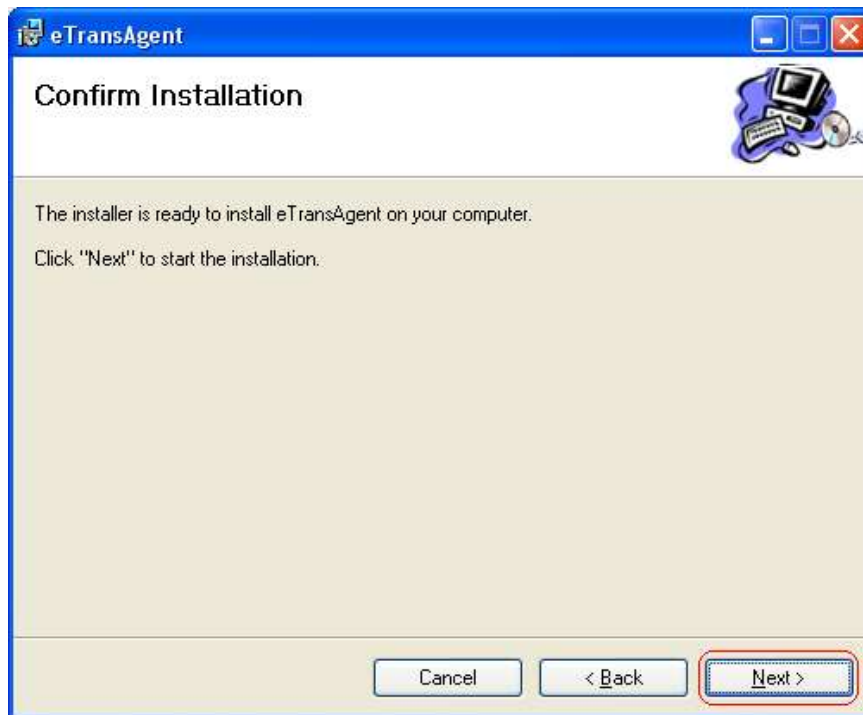 eTransAgent
Confirm Installation
The installer is ready to install eTransAgent on your computer.
Click "Next" to start the installation.
Cancel
< Back
Next >